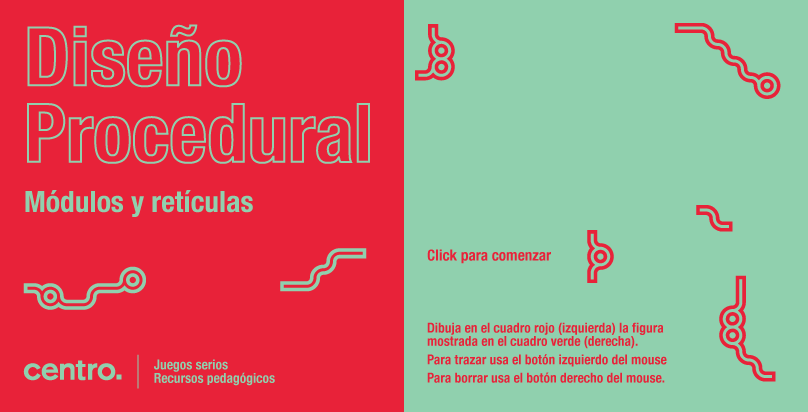 Diseño
Procedural
Módulos y retículas
centro.
Juegos serios
Recursos pedagógicos
Click para comenzar
Dibuja en el cuadro rojo (izquierda) la figura
mostrada en el cuadro verde (derecha).
Para trazar usa el botón izquierdo del mouse
Para borrar usa el botón derecho del mouse.